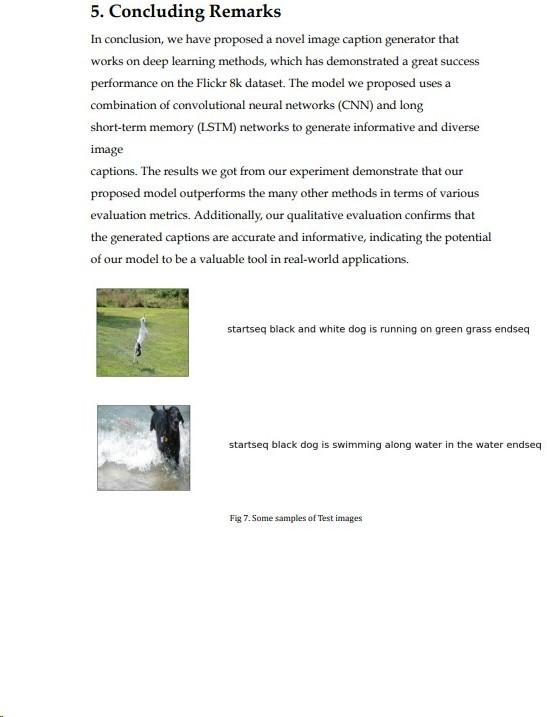 5. Concluding Remarks
In conclusion, we have proposed a novel image caption generator that
works on deep learning methods, which has demonstrated a great success
performance on the Flickr 8k dataset. The model we proposed uses a
combination of convolutional neural networks (CNN) and long
short-term memory (LSTM) networks to generate informative and diverse
image
captions. The results we got from our experiment demonstrate that our
proposed model outperforms the many other methods in terms of various
evaluation metrics. Additionally, our qualitative evaluation confirms that
the generated captions are accurate and informative, indicating the potential
of our model to be a valuable tool in real-world applications.
startseq black and white dog is running on green grass endseq
startseq black dog is swimming along water in the water endseq
Fig 7. Some samples of Test images